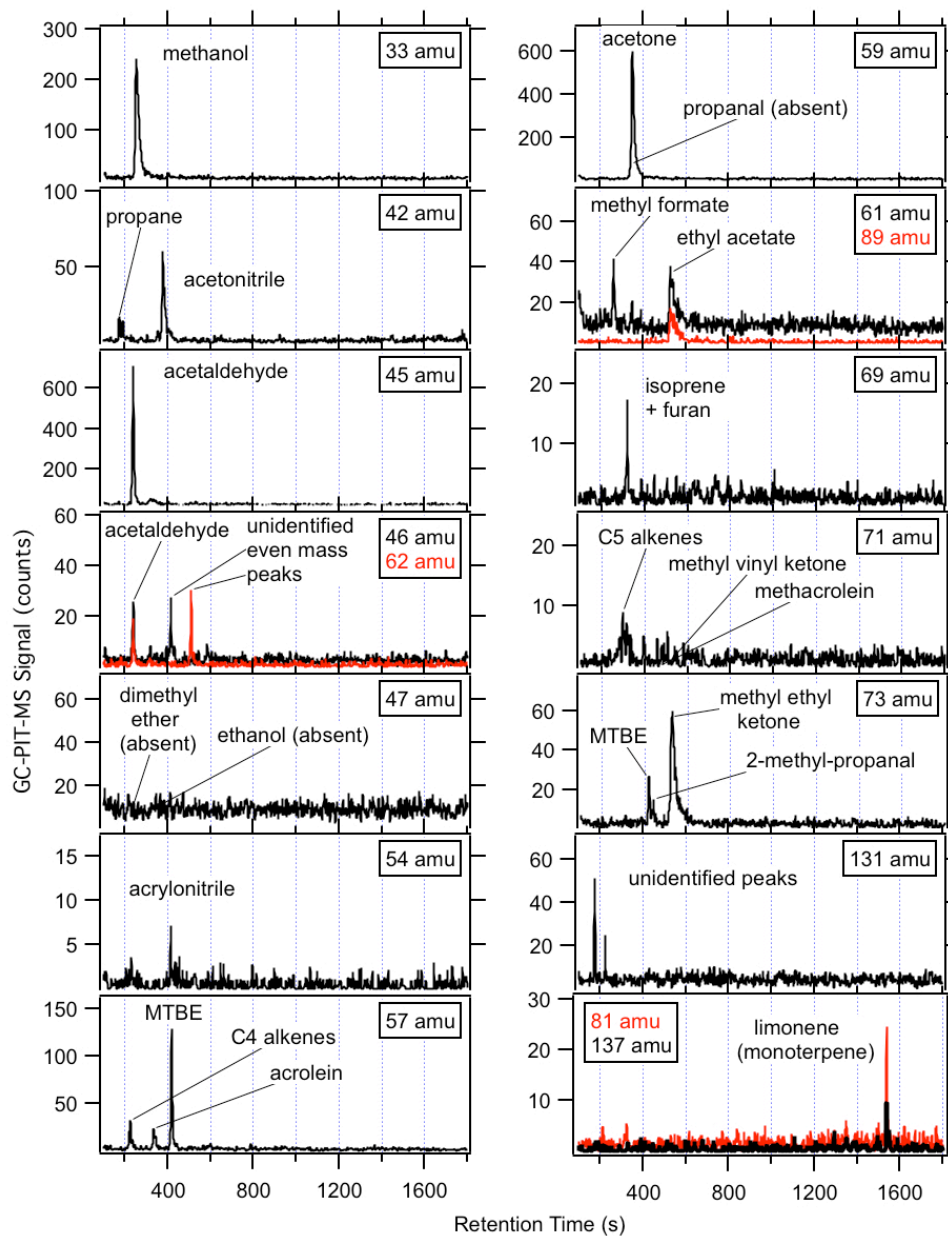 300
200
100
methanol
33 amu
100
50
propane
acetonitrile
42 amu
600
400
200
acetaldehyde
45 amu
60
40
20
acetaldehyde
unidentified
even mass
peaks
46 amu
62 amu
60
40
20
dimethyl
ether
(absent)
ethanol (absent)
47 amu
15
10
5
acrylonitrile
54 amu
150
100
50
MTBE
C4 alkenes
acrolein
57 amu
400
800
1200
1600
600
400
200
acetone
propanal (absent)
59 amu
60
40
20
methyl formate
ethyl acetate
61 amu
89 amu
20
10
isoprene
+ furan
69 amu
20
10
C5 alkenes
methyl vinyl ketone
methacrolein
71 amu
60
40
20
MTBE
methyl ethyl
ketone
2-methyl-propanal
73 amu
60
40
20
unidentified peaks
131 amu
30
20
10
81 amu
137 amu
limonene
(monoterpene)
400
800
1200
1600
GC-PIT-MS Signal (counts)
Retention Time (s)